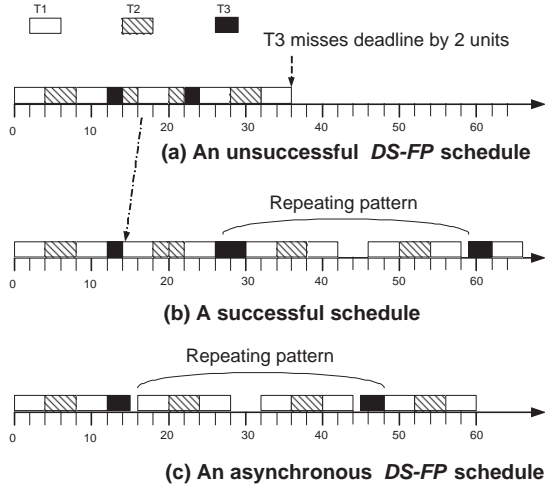 T1 T2 T3
T3 misses deadline by 2 units
0 10 20 30 40 50 60
(a) An unsuccessful DS-FP schedule
Repeating pattern
0 10 20 30 40 50 60
(b) A successful schedule
Repeating pattern
0 10 20 30 40 50 60
(c) An asynchronous DS-FP schedule